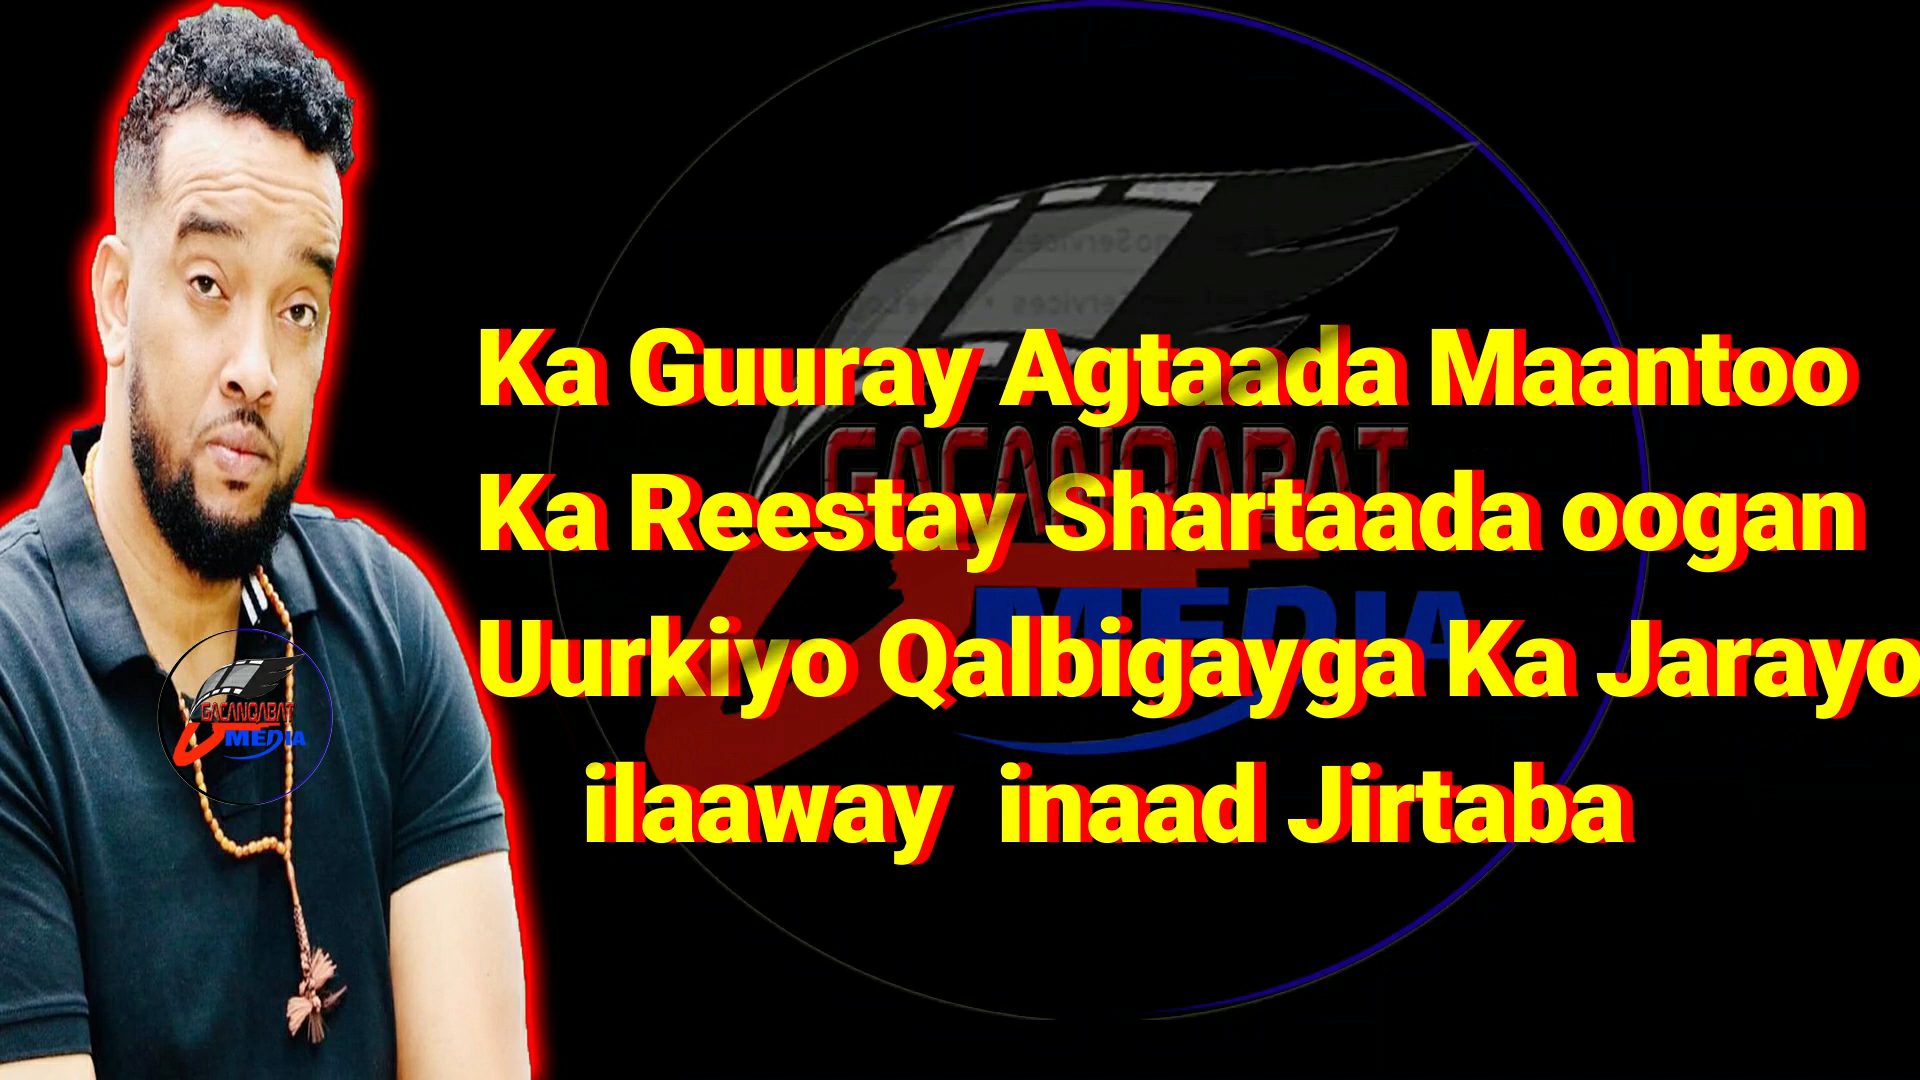 Ka Guuray Agtaada Maantoo
Ka Reestay Shartaada oogan
Uurkiyo Qalbigayga Ka Jarayo
ilaaway inaad Jirtaba
GACANQABAT
MEDIA
GACANQABAT
MEDIA